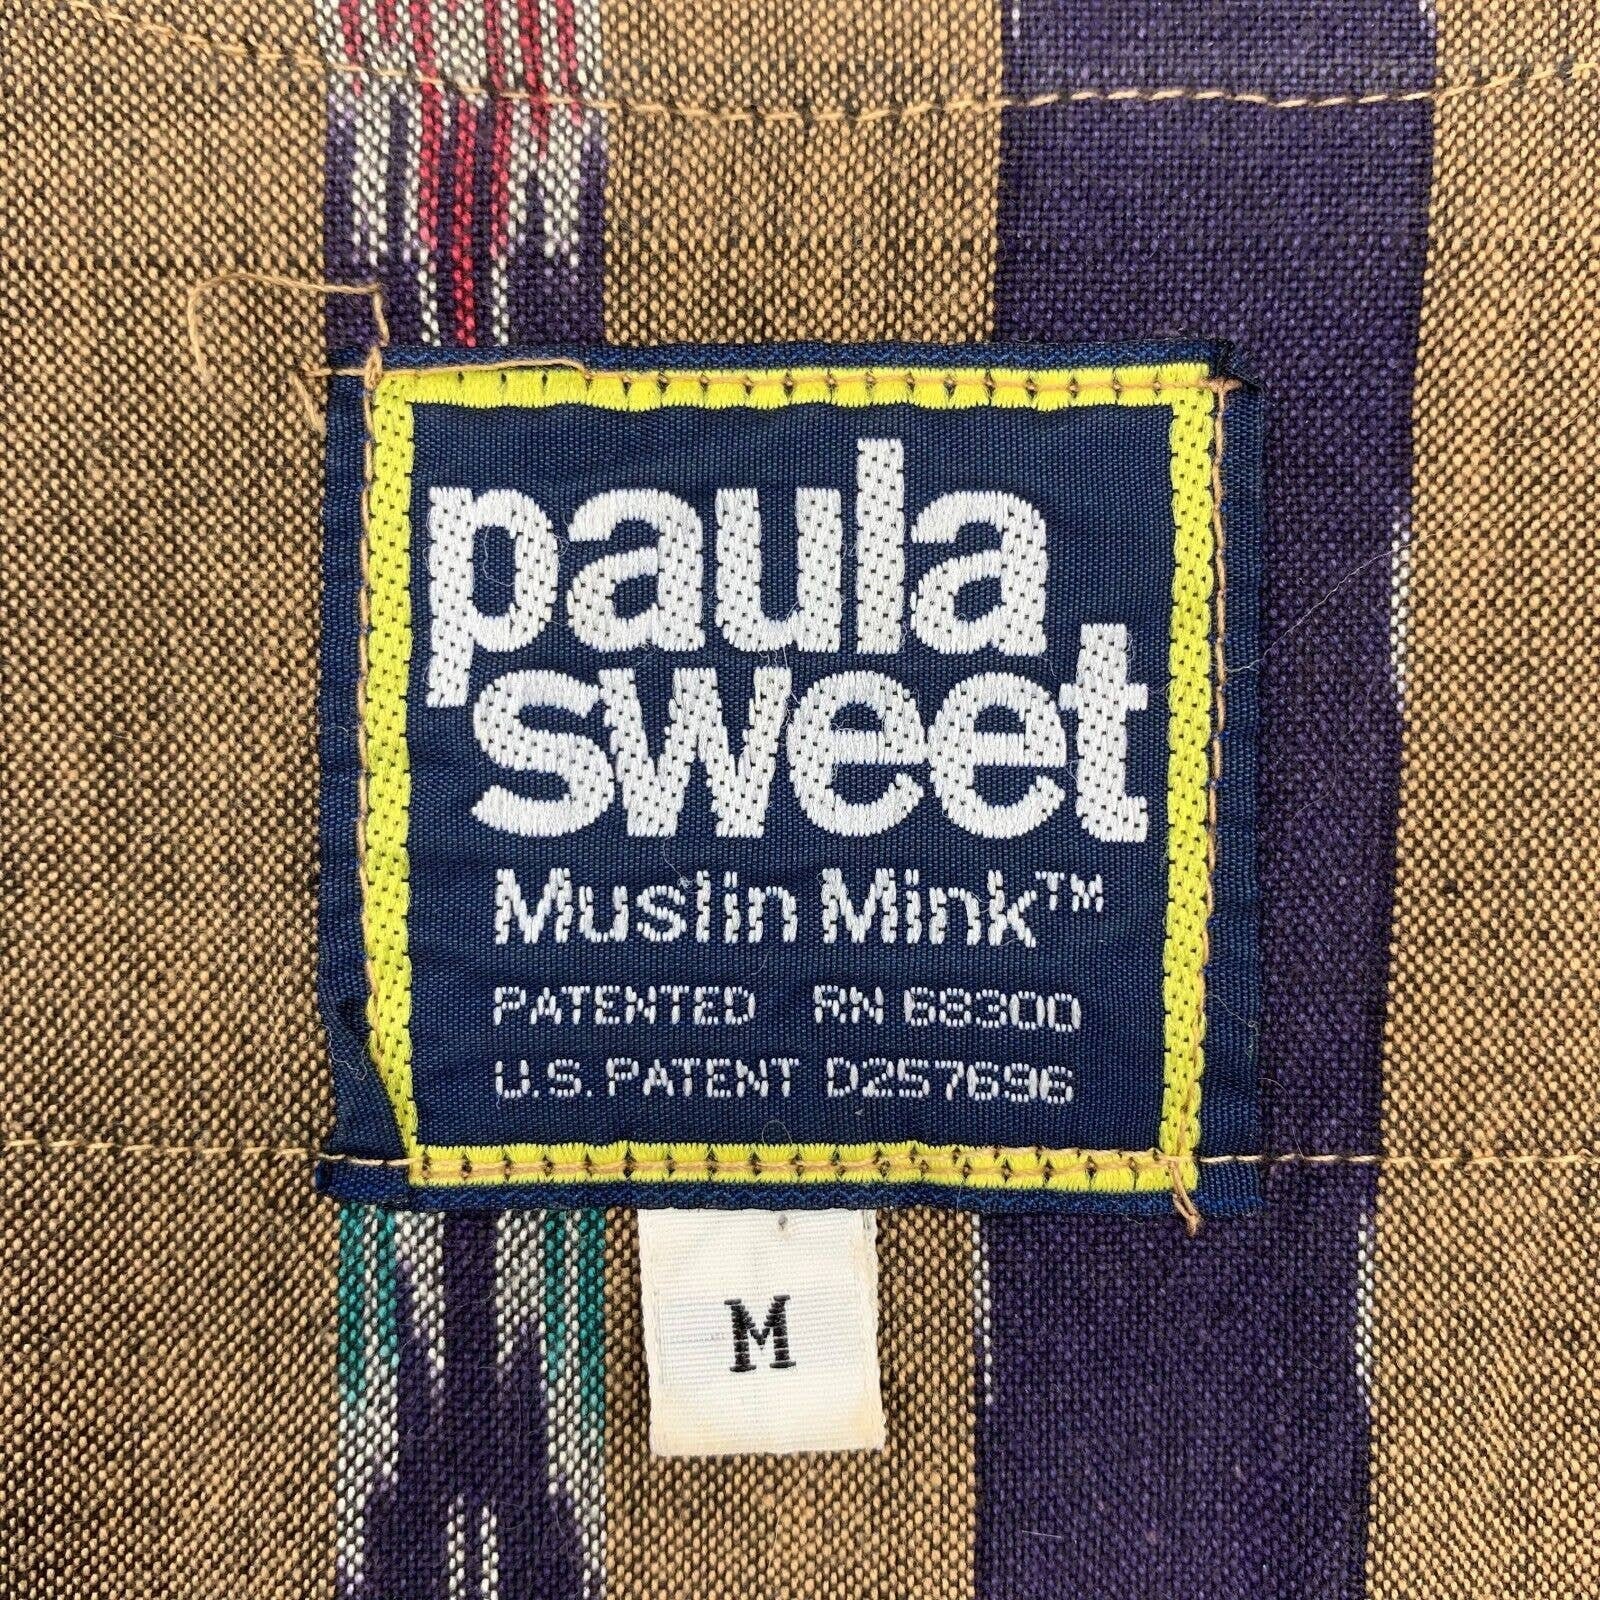 paula
sweet
Muslin Mink™
PATENTED RN 68300
U.S. PATENT D257696
M